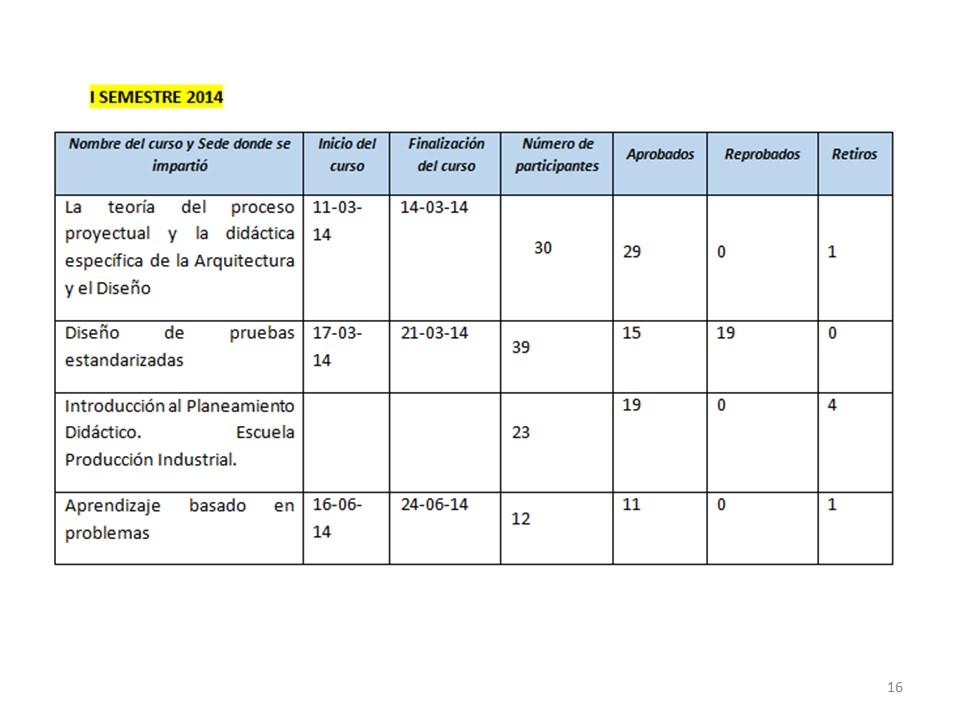 I SEMESTRE 2014
Nombre del curso y Sede donde se impartió
Inicio del curso
Finalización del curso
Número de participantes
Aprobados
Reprobados
Retiros
La teoría del proceso
proyectual y la didáctica
específica de la Arquitectura
y el Diseño
11-03-
14
14-03-14
30
29
0
1
Diseño de pruebas
estandarizadas
17-03-
14
21-03-14
39
15
19
0
Introducción al Planeamiento
Didáctico. Escuela
Producción Industrial.
23
19
0
4
Aprendizaje basado en
problemas
16-06-
14
24-06-14
12
11
0
1
16